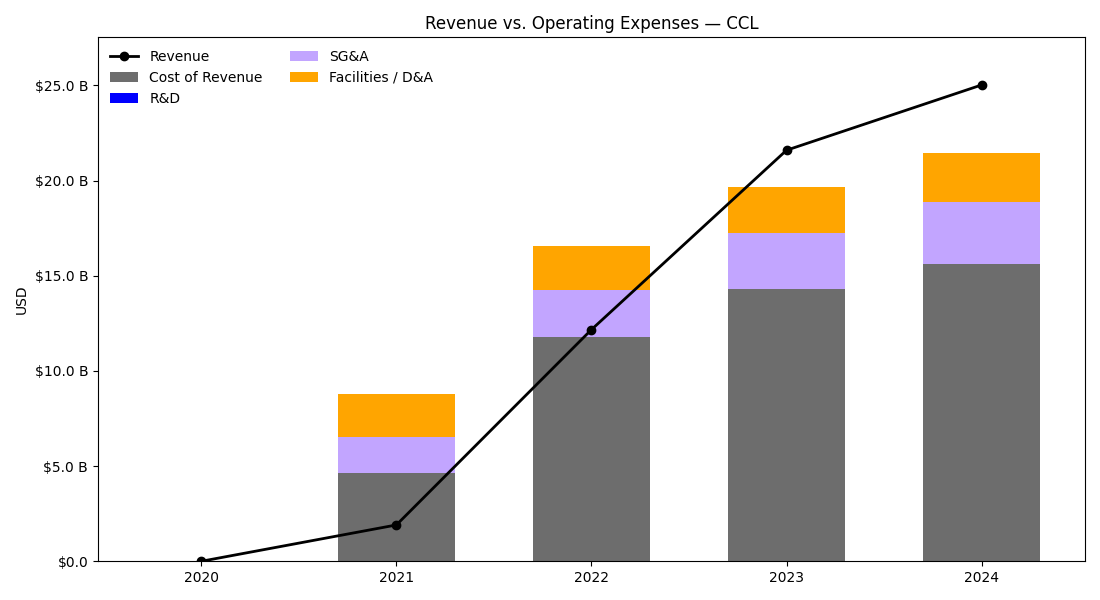 Revenue vs. Operating Expenses — CCL
Revenue
Cost of Revenue
R&D
SG&A
Facilities / D&A
$25.0 B
$20.0 B
$15.0 B
$10.0 B
$5.0 B
$0.0
USD
2020 2021 2022 2023 2024